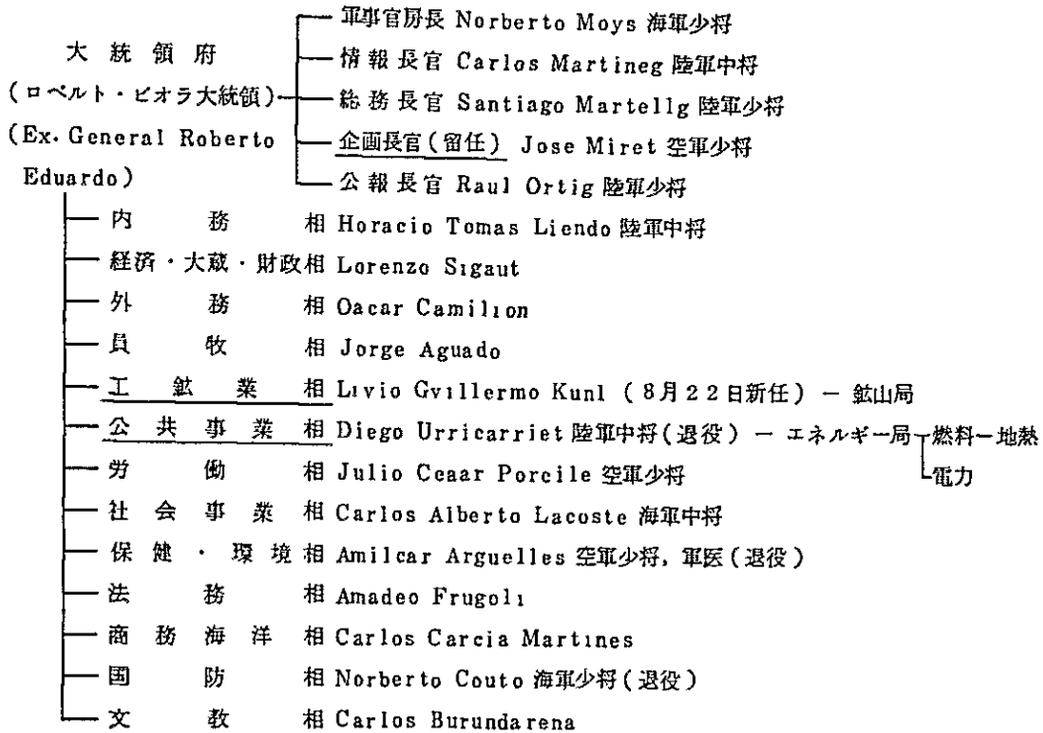 軍事官房長 Norberto Moys 海軍少将
大統領府
情報長官 Carlos Martineg 陸軍中将
(ロベルト・ビオラ大統領)
総務長官 Santiago Martellg 陸軍少将
(Ex. General Roberto
企画長官(留任) Jose Miret 空軍少将
Eduardo)
公報長官 Raul Ortig 陸軍少将
内務相 Horacio Tomas Liendo 陸軍中将
経済・大蔵・財政相 Lorenzo Sıgaut
外務相 Oacar Camilıon
員牧相 Jorge Aguado
工鉱業相 Lıvio Gvillermo Kunl (8月22日新任) — 鉱山局
公共事業相 Diego Urricarriet 陸軍中将(退役) — エネルギー局 燃料—地熱
労働相 Julio Ceaar Porcile 空軍少将 電力
社会事業相 Carlos Alberto Lacoste 海軍中将
保健・環境相 Amilcar Arguelles 空軍少将, 軍医(退役)
法務相 Amadeo Frugolı
商務海洋相 Carlos Carcia Martınes
国防相 Norberto Couto 海軍少将(退役)
文教相 Carlos Burundarena